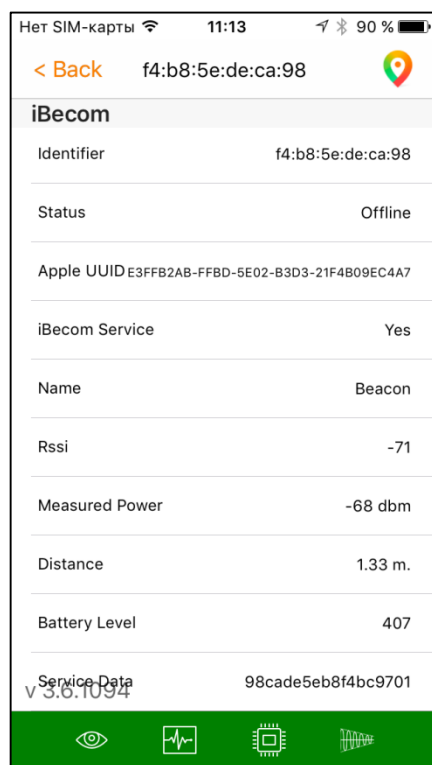 Нет SIM-карты 11:13 90 %
< Back f4:b8:5e:de:ca:98
iBecom
Identifier f4:b8:5e:de:ca:98
Status Offline
Apple UUID E3FFB2AB-FFBD-5E02-B3D3-21F4B09EC4A7
iBecom Service Yes
Name Beacon
Rssi -71
Measured Power -68 dbm
Distance 1.33 m.
Battery Level 407
Service Data 98cade5eb8f4bc9701
v 3.6.1094